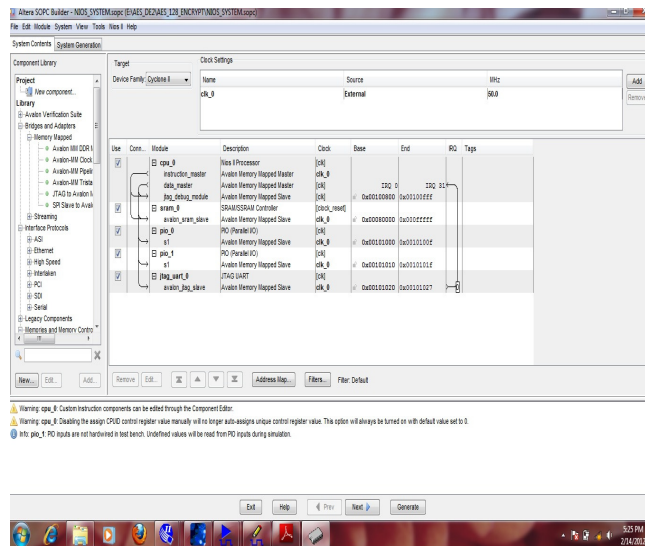 Altera SOPC Builder - NIOS_SYSTEM.sopc (E:\AES_DE2\AES_128_ENCRYPT\NIOS_SYSTEM.sopc)
File Edit Module System View Tools Nios II Help
System Contents System Generation
Component Library
Project
New component...
Library
Avalon Verification Suite
Bridges and Adapters
Memory Mapped
Avalon-MM DDR
Avalon-MM Clock
Avalon-MM Pipeli
Avalon-MM Trista
JTAG to Avalon
SPI Slave to Avalo
Streaming
Interface Protocols
ASI
Ethernet
High Speed
Interlaken
PCI
SDI
Serial
Legacy Components
Memories and Memory Contro
New... Edit... Add...
Target
Device Family: Cyclone II
Clock Settings
Name Source MHz
clk_0 External 50.0
Add
Remove
Use Conn... Module Description Clock Base End IRQ Tags
cpu_0 Nios II Processor [clk]
instruction_master Avalon Memory Mapped Master clk_0
data_master Avalon Memory Mapped Master [clk] IRQ 0 IRQ 31
jtag_debug_module Avalon Memory Mapped Slave [clk] 0x00100800 0x00100fff
sram_0 SRAM/SSRAM Controller [clock_reset]
avalon_sram_slave Avalon Memory Mapped Slave clk_0 0x00080000 0x000fffff
pio_0 PIO (Parallel I/O) [clk]
s1 Avalon Memory Mapped Slave clk_0 0x00101000 0x0010100f
pio_1 PIO (Parallel I/O) [clk]
s1 Avalon Memory Mapped Slave clk_0 0x00101010 0x0010101f
jtag_uart_0 JTAG UART [clk]
avalon_jtag_slave Avalon Memory Mapped Slave clk_0 0x00101020 0x00101027
Remove Edit... Address Map... Filters... Filter: Default
Warning: cpu_0: Custom Instruction components can be edited through the Component Editor.
Warning: cpu_0: Disabling the assign CPUID control register value manually will no longer auto-assigns unique control register value. This option will always be turned on with default value set to 0.
Info: pio_1: PIO inputs are not hardwired in test bench. Undefined values will be read from PIO inputs during simulation.
Exit Help Prev Next Generate
5:25 PM
2/14/2012